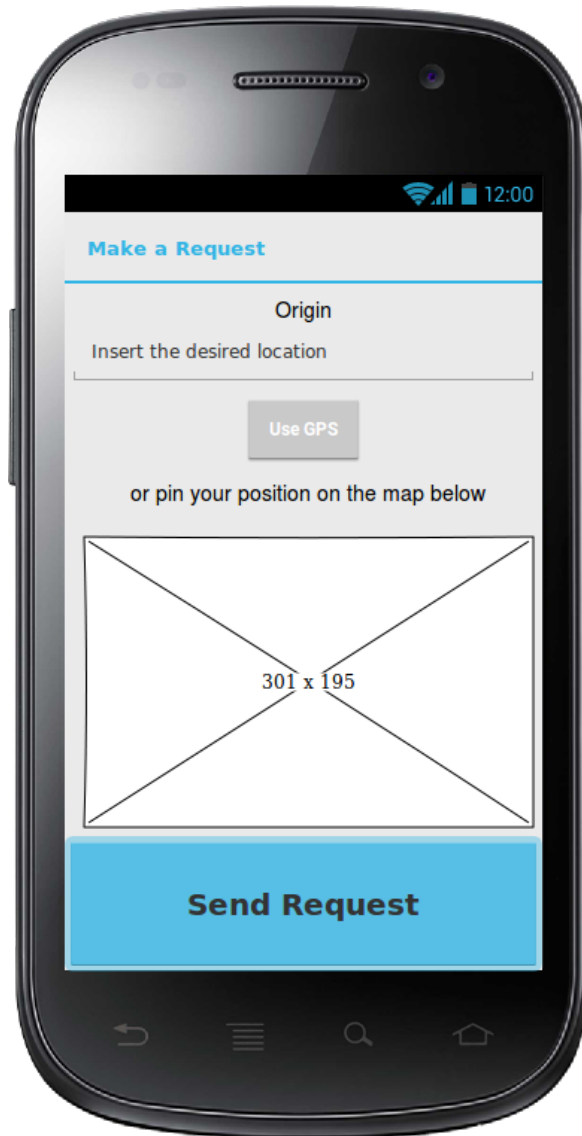 12:00
Make a Request
Origin
Insert the desired location
Use GPS
or pin your position on the map below
301 x 195
Send Request